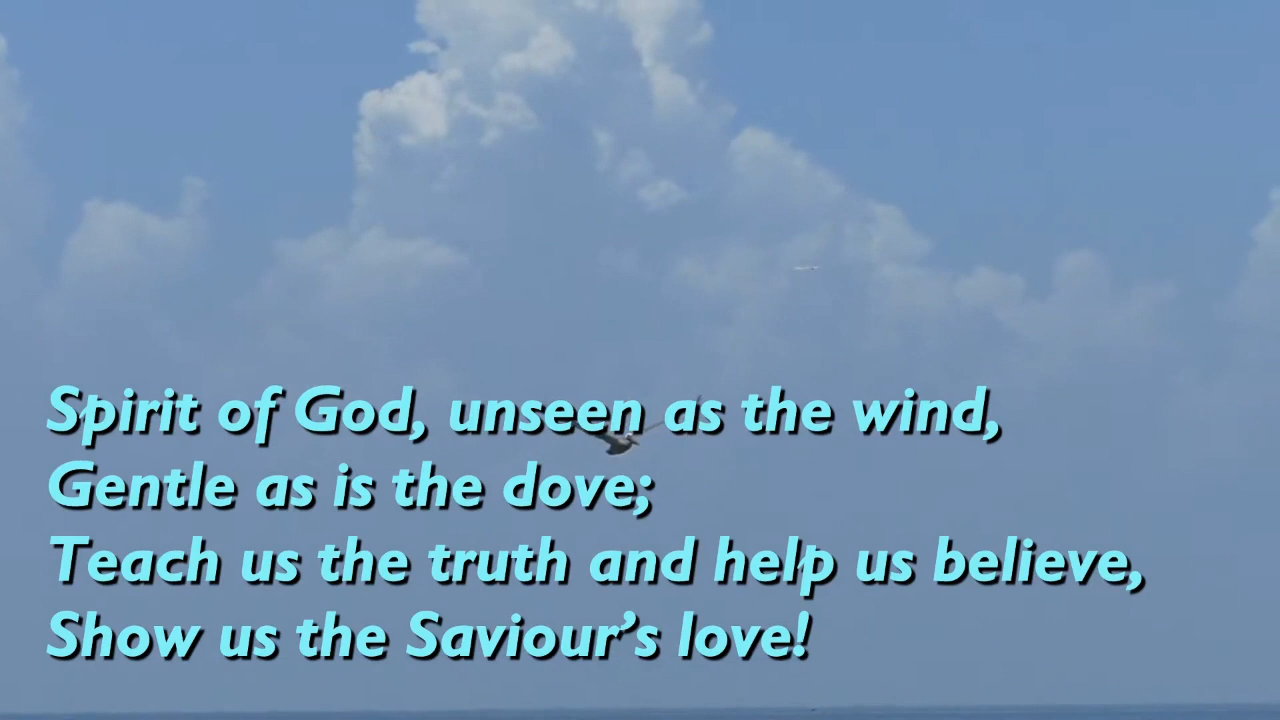 Spirit of God, unseen as the wind,
Gentle as is the dove;
Teach us the truth and help us believe,
Show us the Saviour’s love!